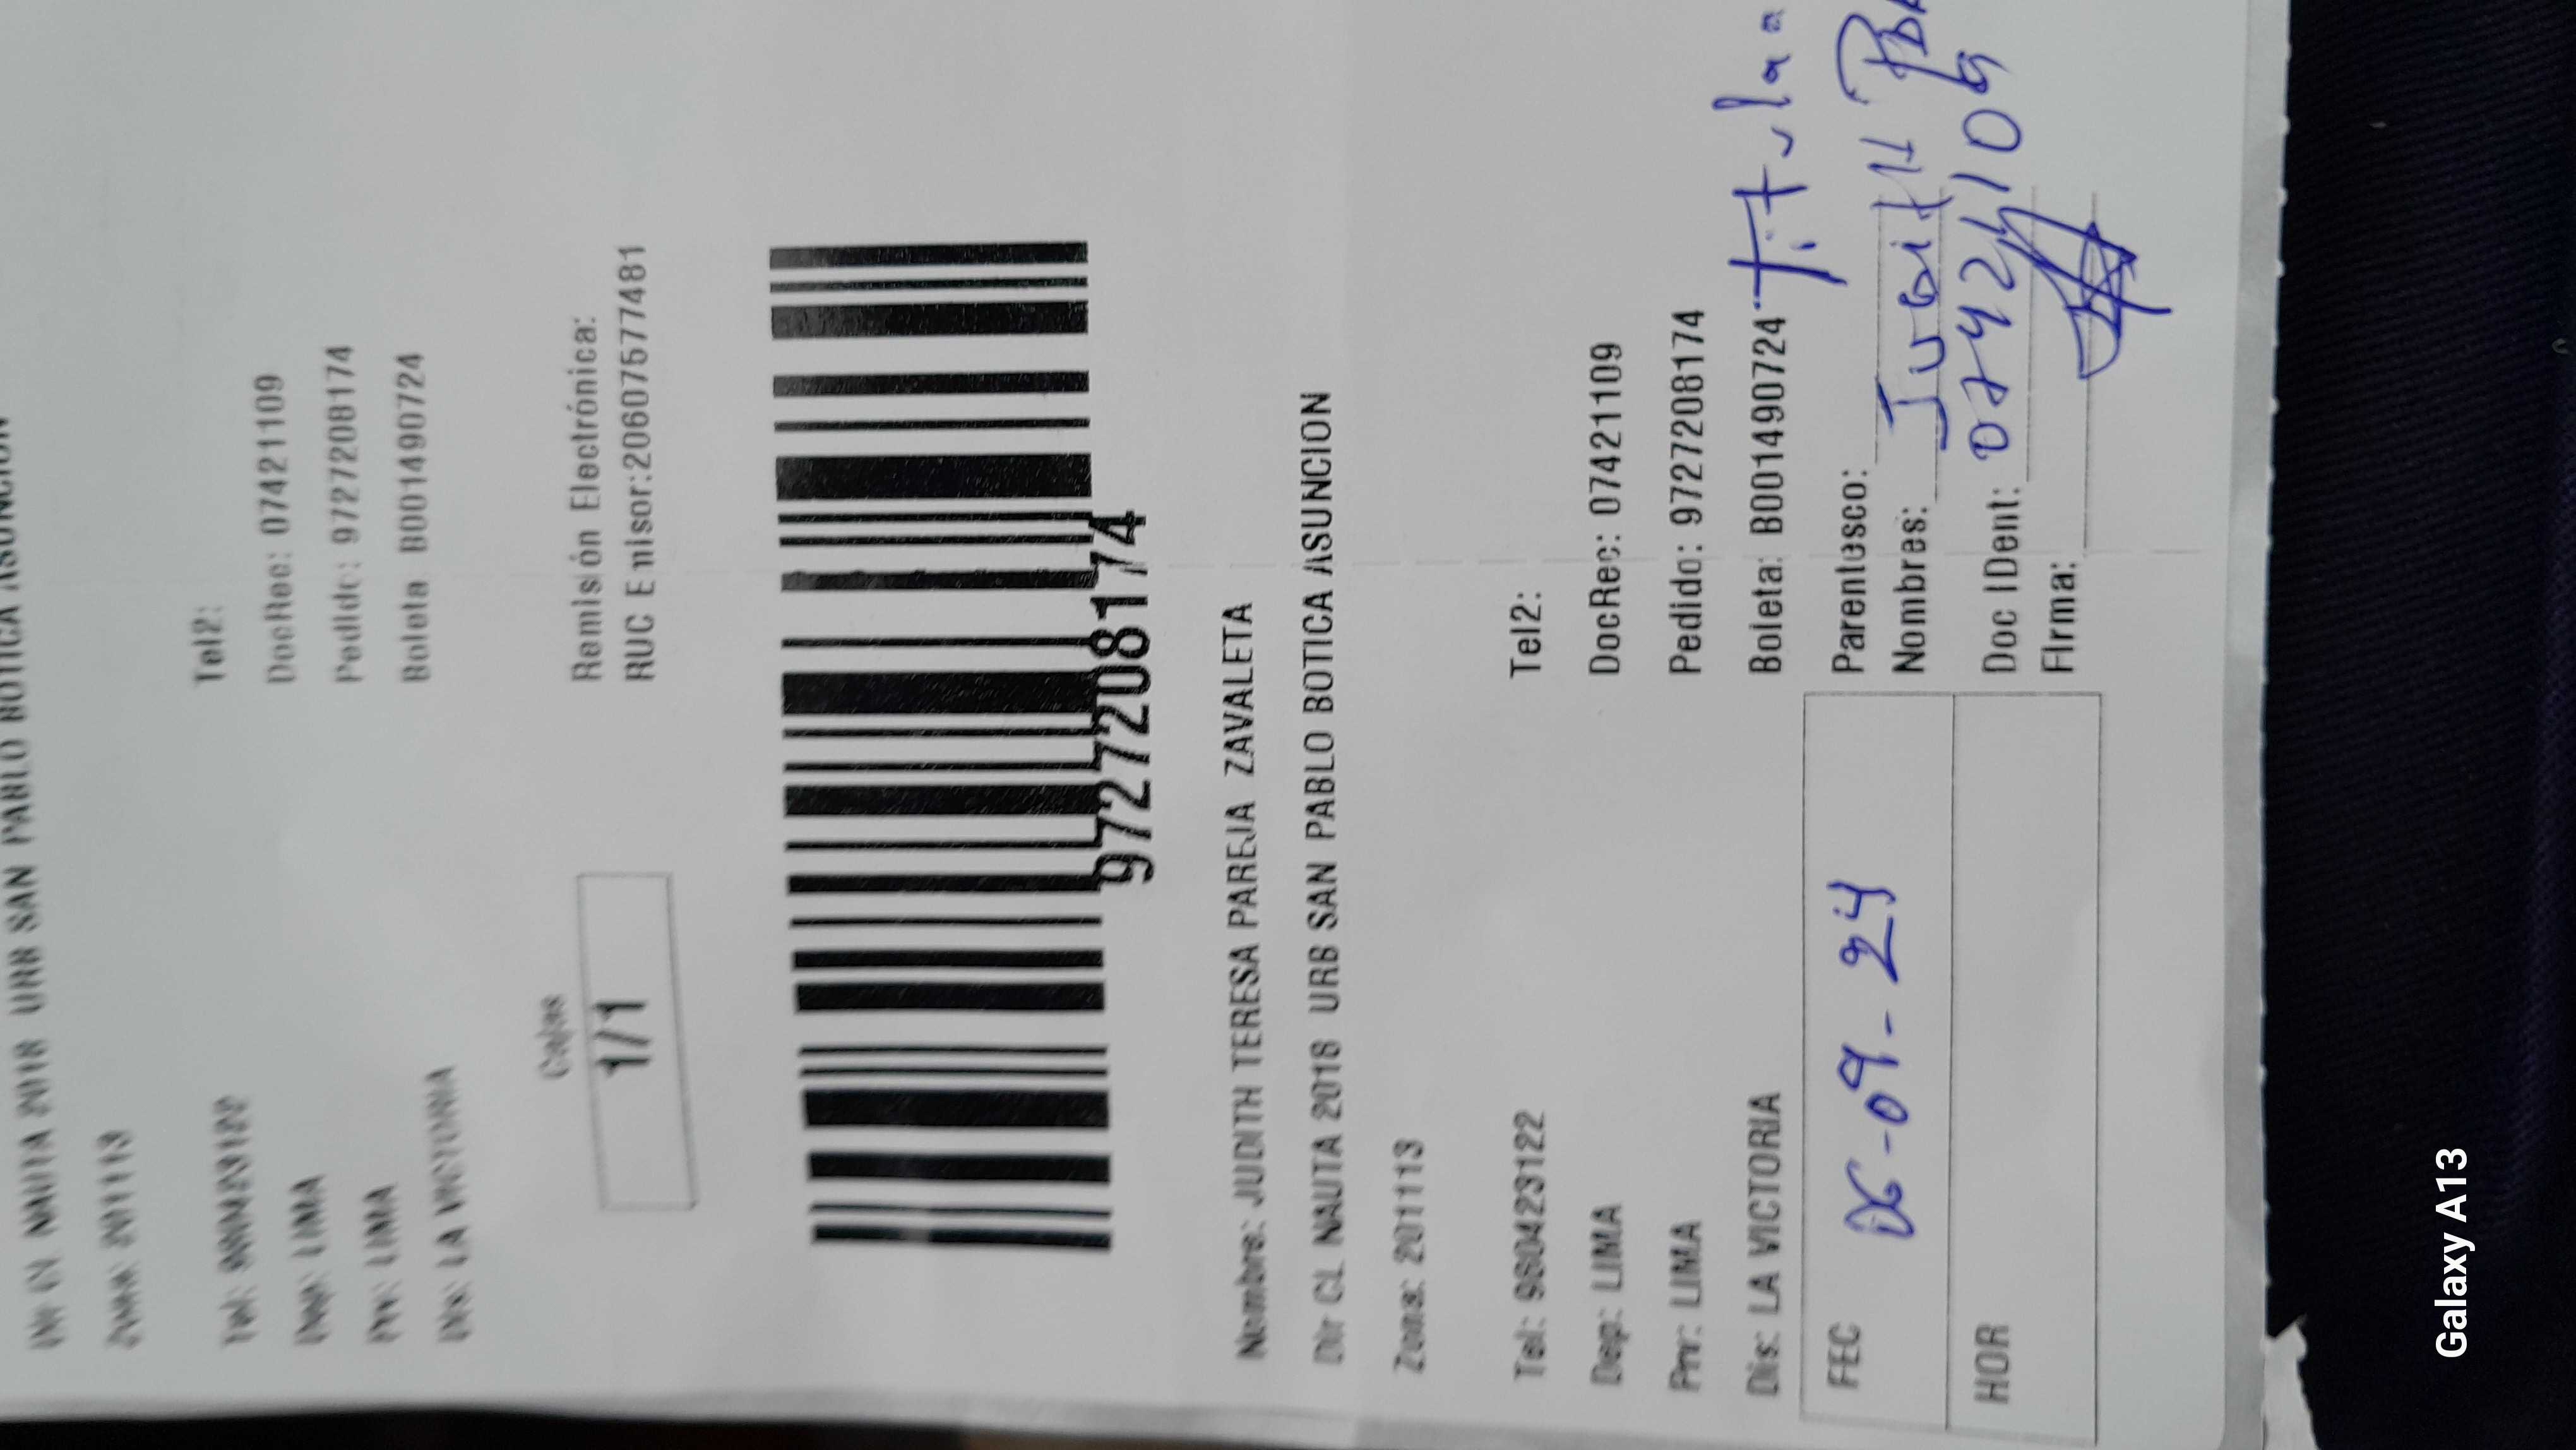 NAUTA 2018 URB SAN PABLO BOTICA ASUNCION
Zona: 201113
Tel: 980423122 Tel2:
Dep: LIMA DocRec: 07421109
Prv: LIMA Pedido: 9727208174
Dis: LA VICTORIA Boleta B001490724
Cajas
1/1
Remisión Electrónica:
RUC Emisor:20607577481
9727208174
Nombre: JUDITH TERESA PAREJA ZAVALETA
Dir CL NAUTA 2018 URB SAN PABLO BOTICA ASUNCION
Zona: 201113
Tel: 980423122 Tel2:
Dep: LIMA DocRec: 07421109
Prv: LIMA Pedido: 9727208174
Dis: LA VICTORIA Boleta: B001490724
FEC 06-09-24
HOR
Parentesco: titular
Nombres: Judith
Doc IDent: 07421109
Firma:
Galaxy A13